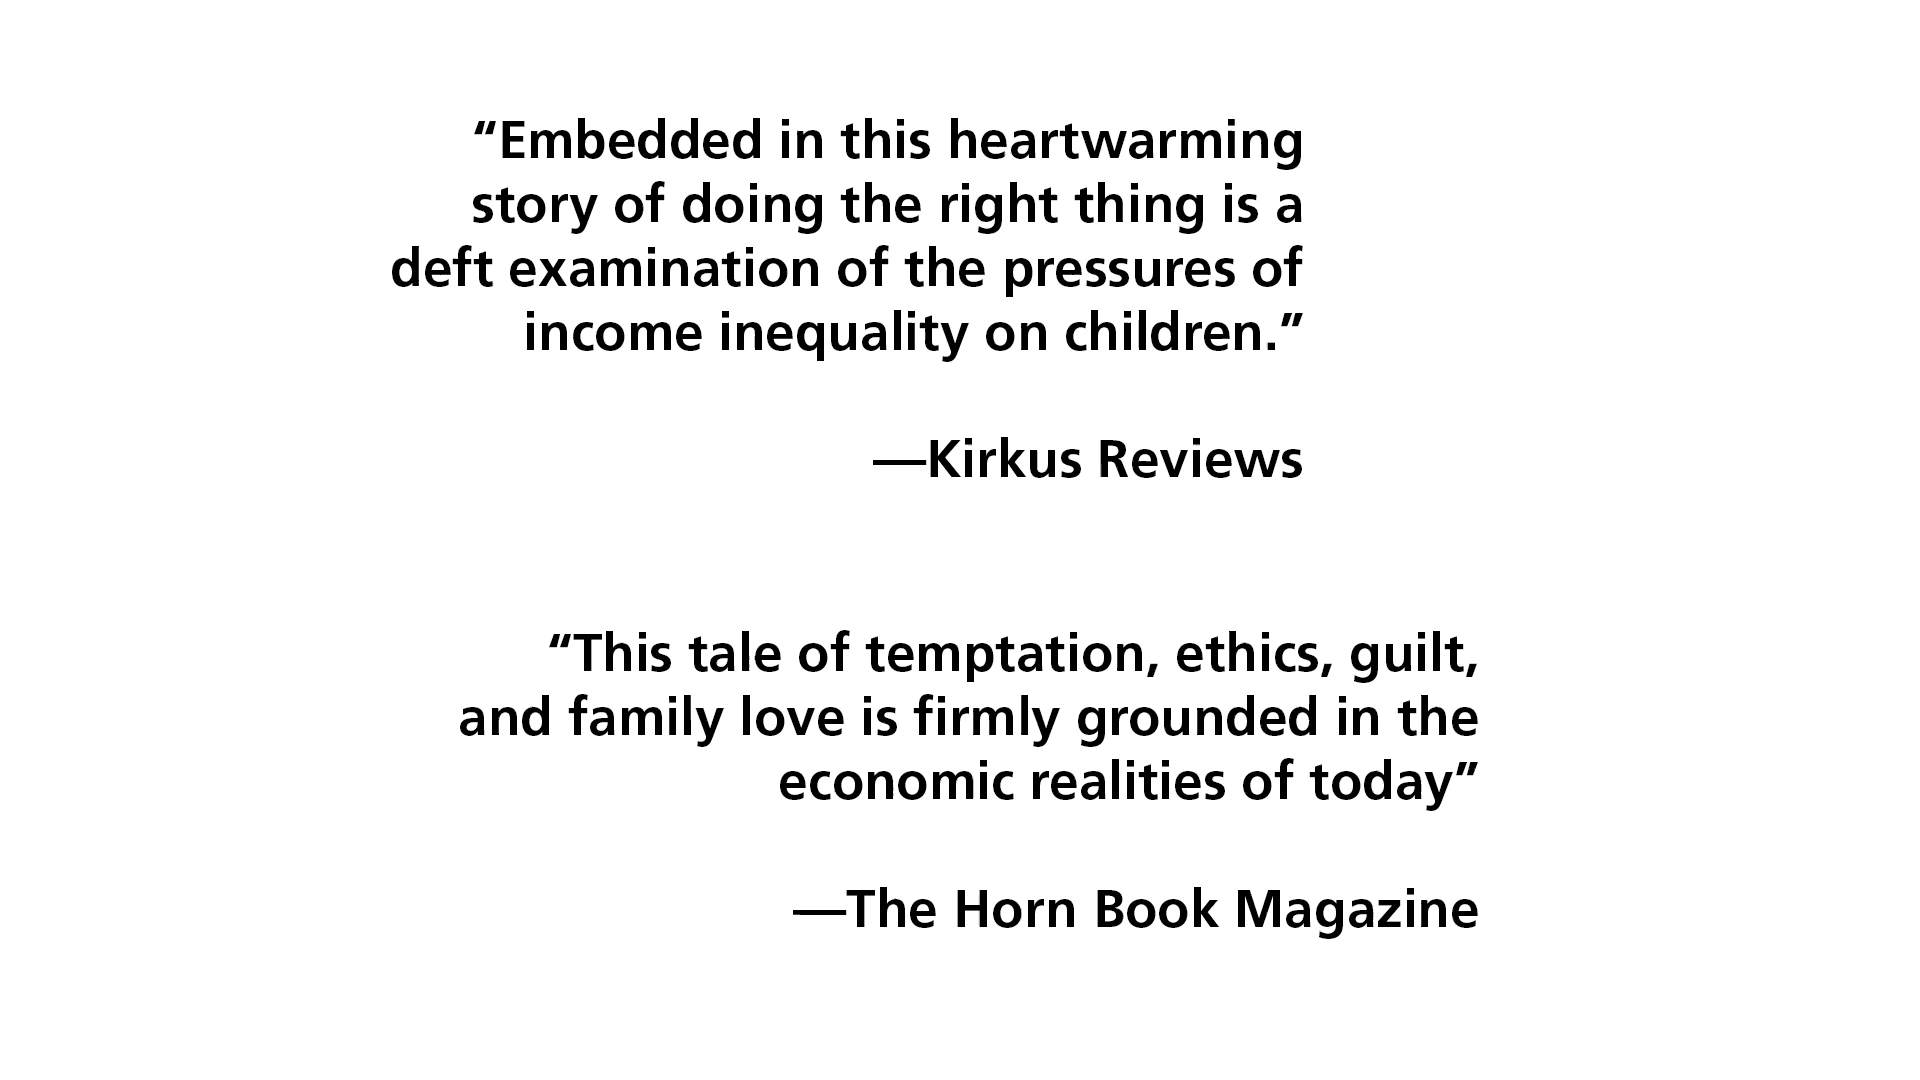 “Embedded in this heartwarming
story of doing the right thing is a
deft examination of the pressures of
income inequality on children.”
—Kirkus Reviews
“This tale of temptation, ethics, guilt,
and family love is firmly grounded in the
economic realities of today”
—The Horn Book Magazine